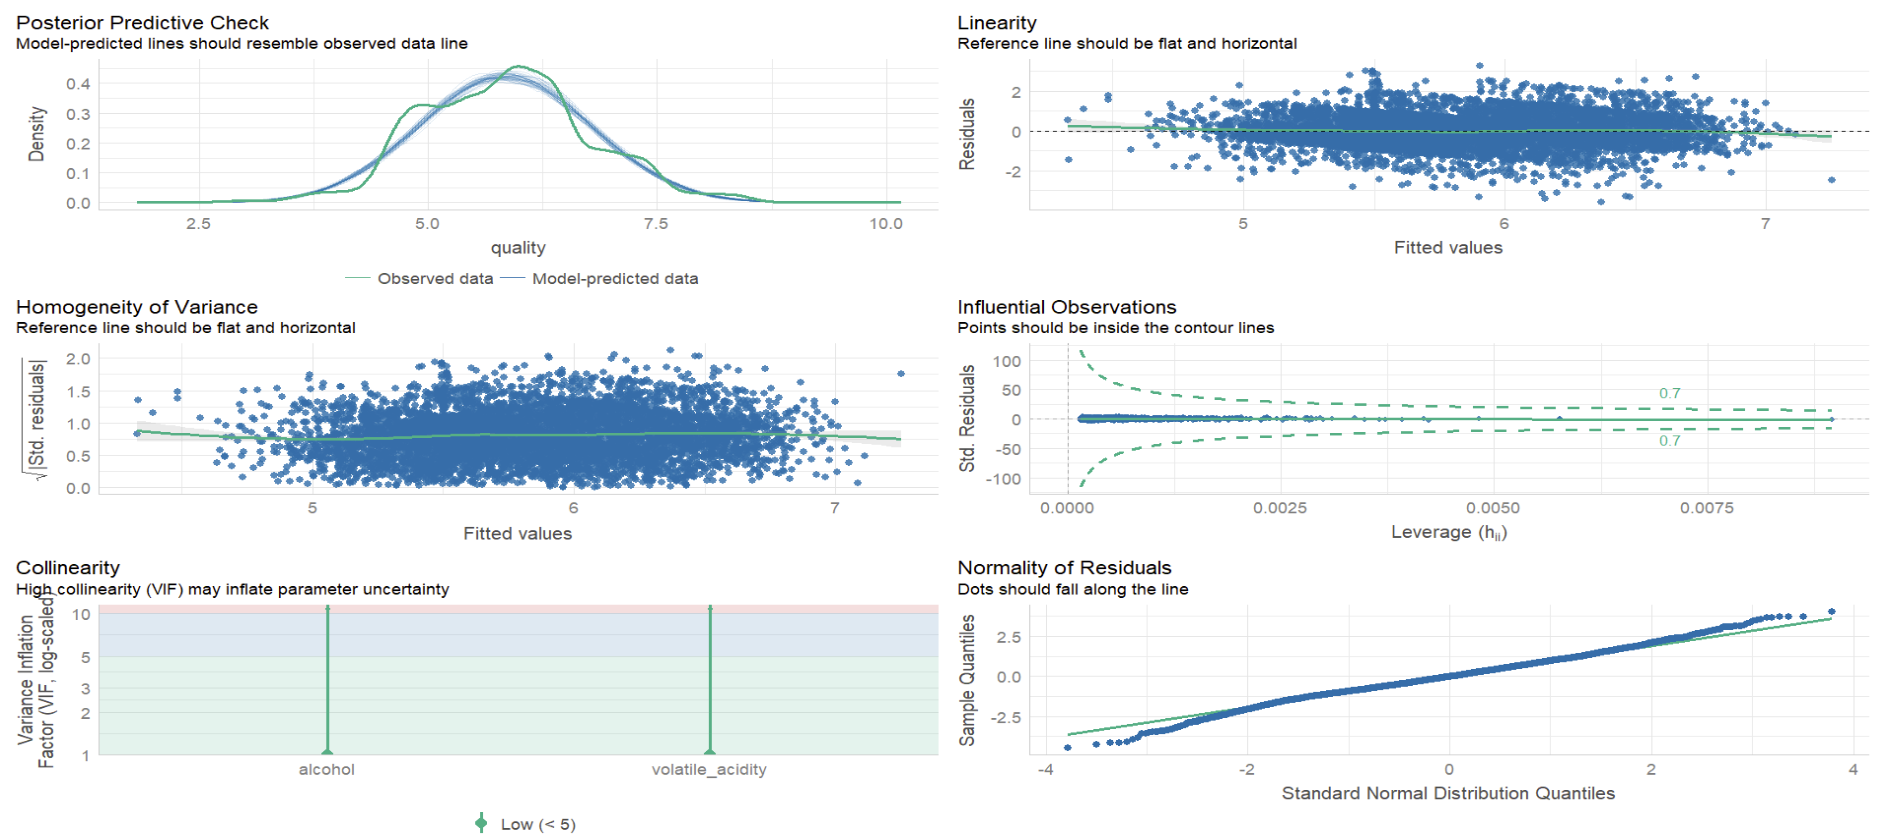 Posterior Predictive Check
Model-predicted lines should resemble observed data line
Density
0.4
0.3
0.2
0.1
0.0
2.5 5.0 7.5 10.0
quality
Observed data Model-predicted data
Linearity
Reference line should be flat and horizontal
Residuals
2
0
-2
5 6 7
Fitted values
Homogeneity of Variance
Reference line should be flat and horizontal
√|Std. residuals|
2.0
1.5
1.0
0.5
0.0
5 6 7
Fitted values
Influential Observations
Points should be inside the contour lines
Std. Residuals
100
50
0
-50
-100
0.7
0.7
0.0000 0.0025 0.0050 0.0075
Leverage (hᵢᵢ)
Collinearity
High collinearity (VIF) may inflate parameter uncertainty
Variance Inflation
Factor (VIF, log-scaled)
10
5
3
2
1
alcohol volatile_acidity
Low (< 5)
Normality of Residuals
Dots should fall along the line
Sample Quantiles
2.5
0.0
-2.5
-4 -2 0 2 4
Standard Normal Distribution Quantiles